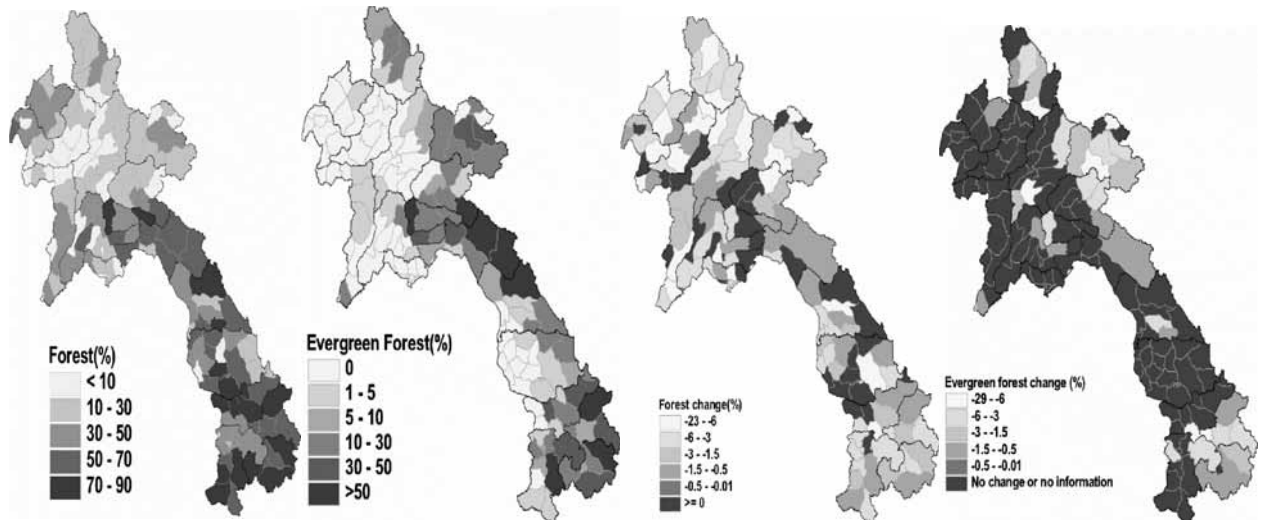 Forest(%)
< 10
10 - 30
30 - 50
50 - 70
70 - 90
Evergreen Forest(%)
0
1 - 5
5 - 10
10 - 30
30 - 50
>50
Forest change(%)
-23 - -6
-6 - -3
-3 - -1.5
-1.5 - -0.5
-0.5 - -0.01
>= 0
Evergreen forest change (%)
-29 - -6
-6 - -3
-3 - -1.5
-1.5 - -0.5
-0.5 - -0.01
No change or no information